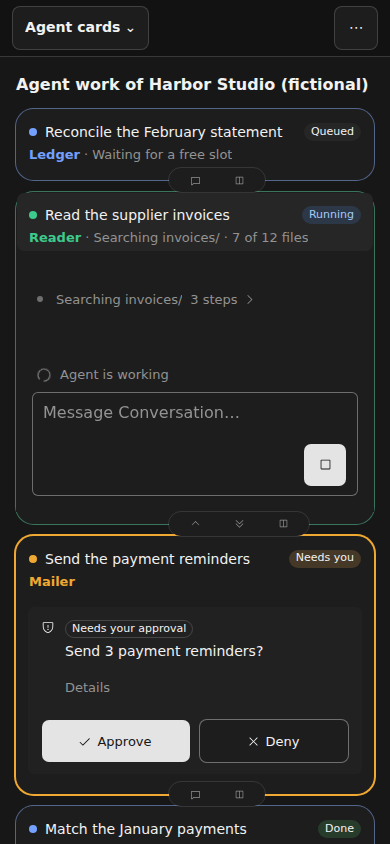 Agent cards
Agent work of Harbor Studio (fictional)
Reconcile the February statement Queued
Ledger · Waiting for a free slot
Read the supplier invoices Running
Reader · Searching invoices/ · 7 of 12 files
Searching invoices/ 3 steps
Agent is working
Message Conversation...
Send the payment reminders Needs you
Mailer
Needs your approval
Send 3 payment reminders?
Details
Approve Deny
Match the January payments Done